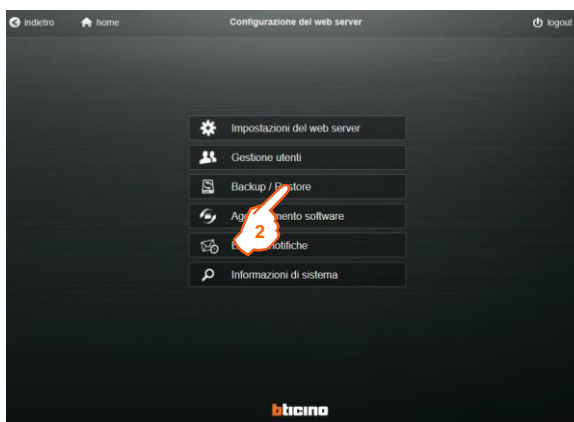 indietro home Configurazione del web server logout
Impostazioni del web server
Gestione utenti
Backup / Restore
software
2
notifiche
Informazioni di sistema
bticino